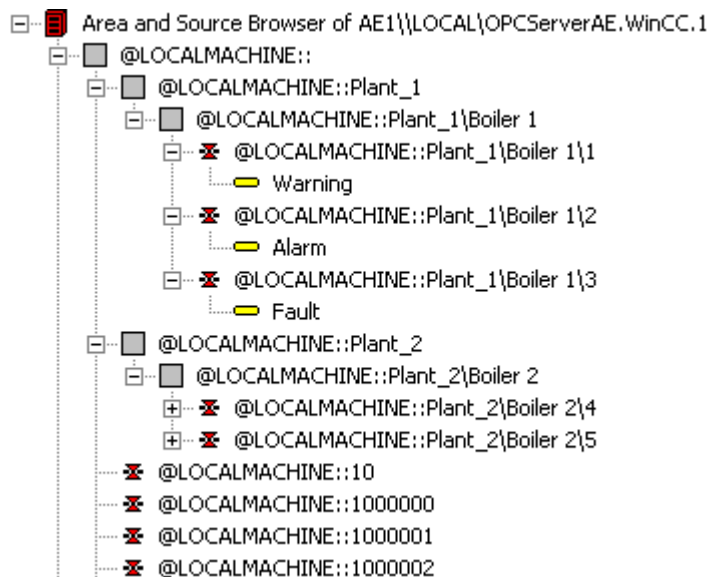 Area and Source Browser of AE1\\LOCAL\OPCServerAE.WinCC.1
@LOCALMACHINE::
@LOCALMACHINE::Plant_1
@LOCALMACHINE::Plant_1\Boiler 1
@LOCALMACHINE::Plant_1\Boiler 1\1
Warning
@LOCALMACHINE::Plant_1\Boiler 1\2
Alarm
@LOCALMACHINE::Plant_1\Boiler 1\3
Fault
@LOCALMACHINE::Plant_2
@LOCALMACHINE::Plant_2\Boiler 2
@LOCALMACHINE::Plant_2\Boiler 2\4
@LOCALMACHINE::Plant_2\Boiler 2\5
@LOCALMACHINE::10
@LOCALMACHINE::1000000
@LOCALMACHINE::1000001
@LOCALMACHINE::1000002